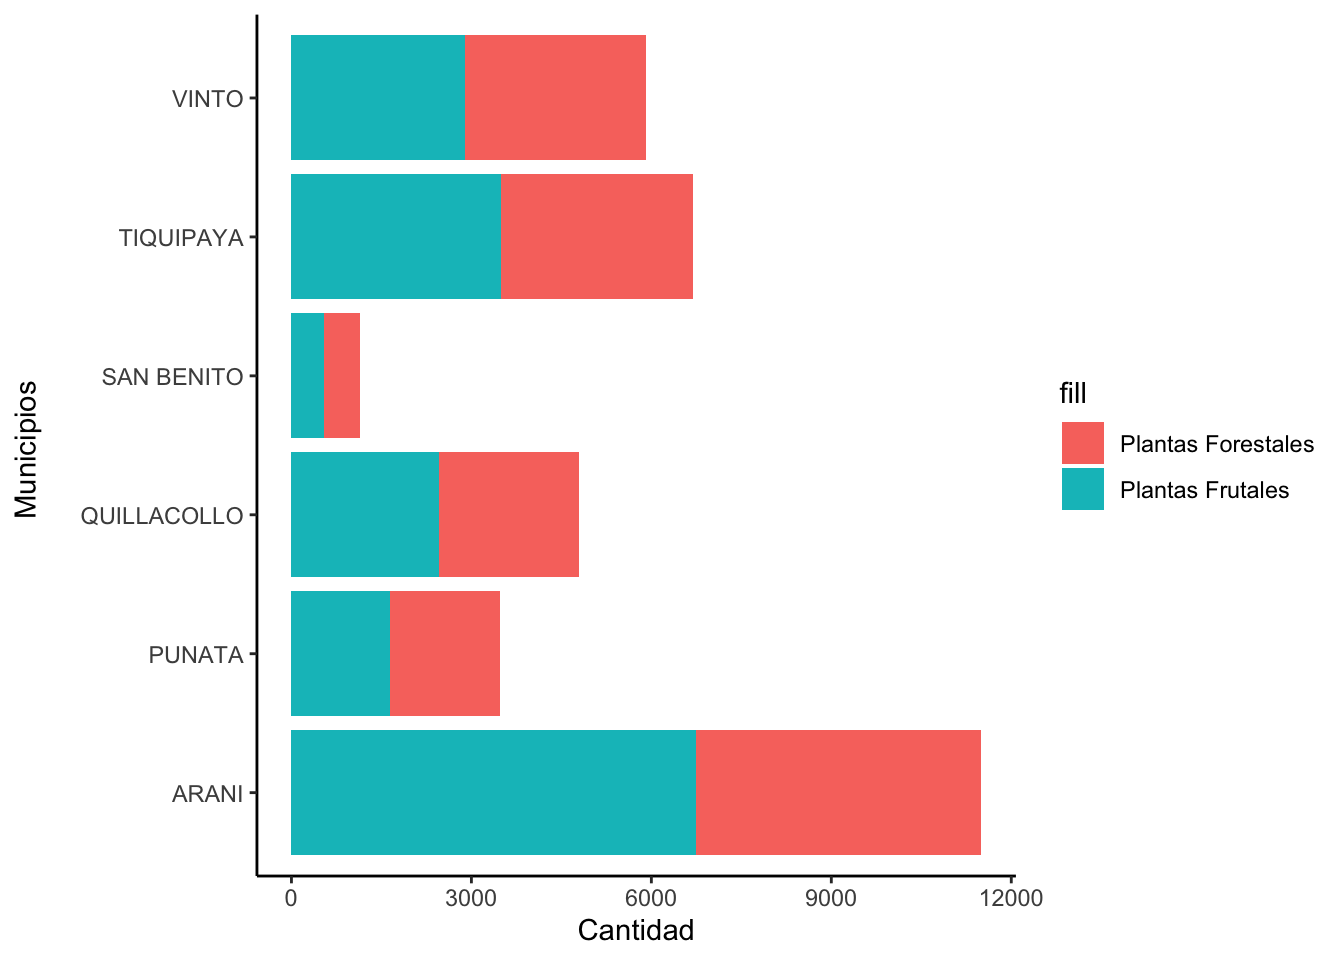 VINTO
TIQUIPAYA
SAN BENITO
QUILLACOLLO
PUNATA
ARANI
Municipios
0 3000 6000 9000 12000
Cantidad
fill
Plantas Forestales
Plantas Frutales